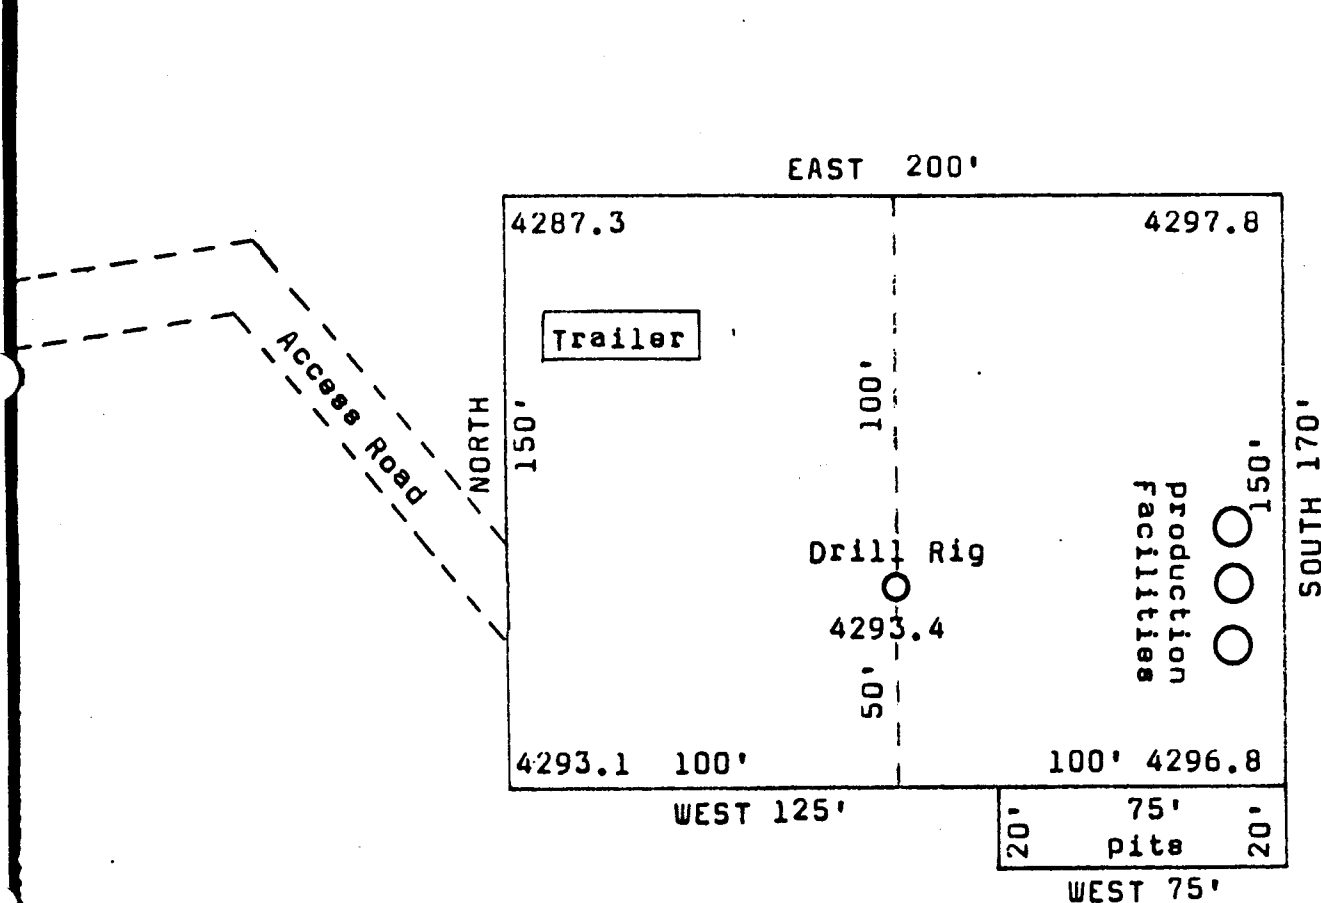 EAST 200'
4287.3
4297.8
Trailer
Access Road
NORTH
150'
100'
150'
SOUTH 170'
production
Facilities
Drill Rig
4293.4
50'
4293.1 100'
100' 4296.8
WEST 125'
20'
75'
pits
20'
WEST 75'